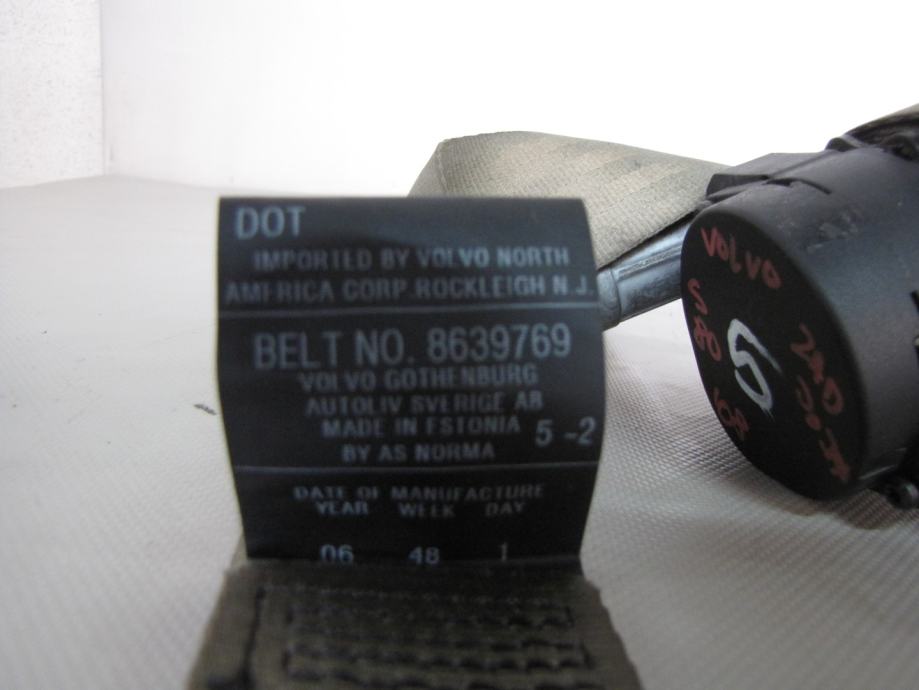 DOT
IMPORTED BY VOLVO NORTH
AMERICA CORP. ROCKLEIGH N.J.
BELT NO. 8639769
VOLVO GOTHENBURG
AUTOLIV SVERIGE AB
MADE IN ESTONIA 5-2
BY AS NORMA
DATE OF MANUFACTURE
YEAR WEEK DAY
06 48 1
VOLVO
S 80
S